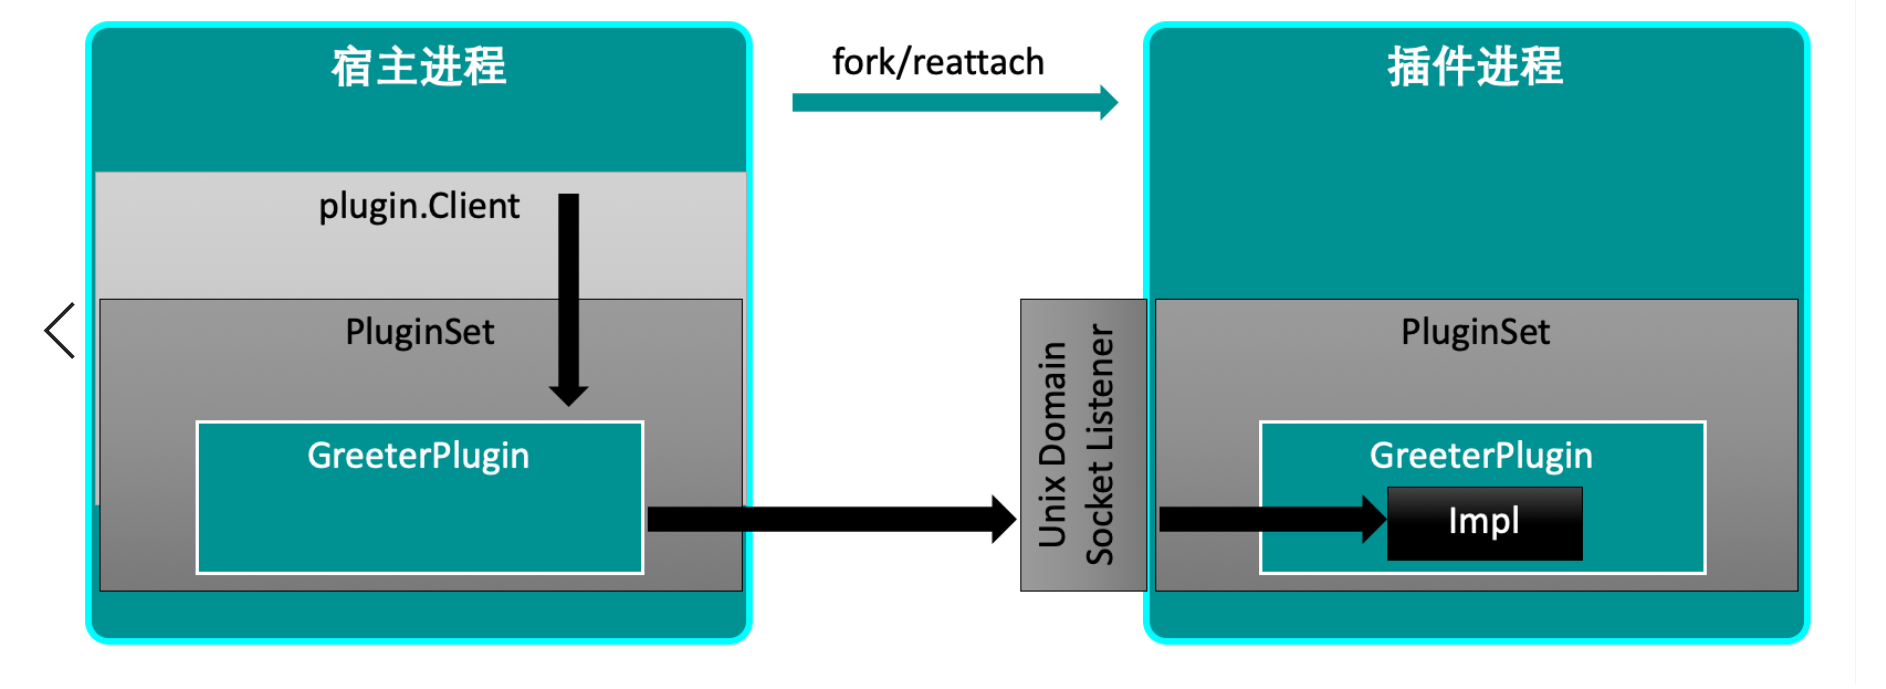 宿主进程
fork/reattach
插件进程
plugin.Client
PluginSet
PluginSet
GreeterPlugin
Unix Domain
Socket Listener
GreeterPlugin
Impl